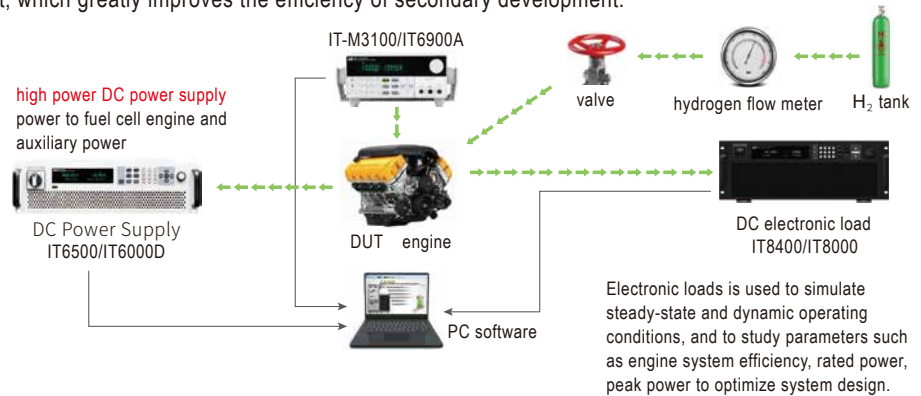 t, which greatly improves the efficiency of secondary development.
IT-M3100/IT6900A
high power DC power supply
power to fuel cell engine and
auxiliary power
valve
hydrogen flow meter
H₂ tank
DC Power Supply
IT6500/IT6000D
DUT engine
DC electronic load
IT8400/IT8000
PC software
Electronic loads is used to simulate
steady-state and dynamic operating
conditions, and to study parameters such
as engine system efficiency, rated power,
peak power to optimize system design.